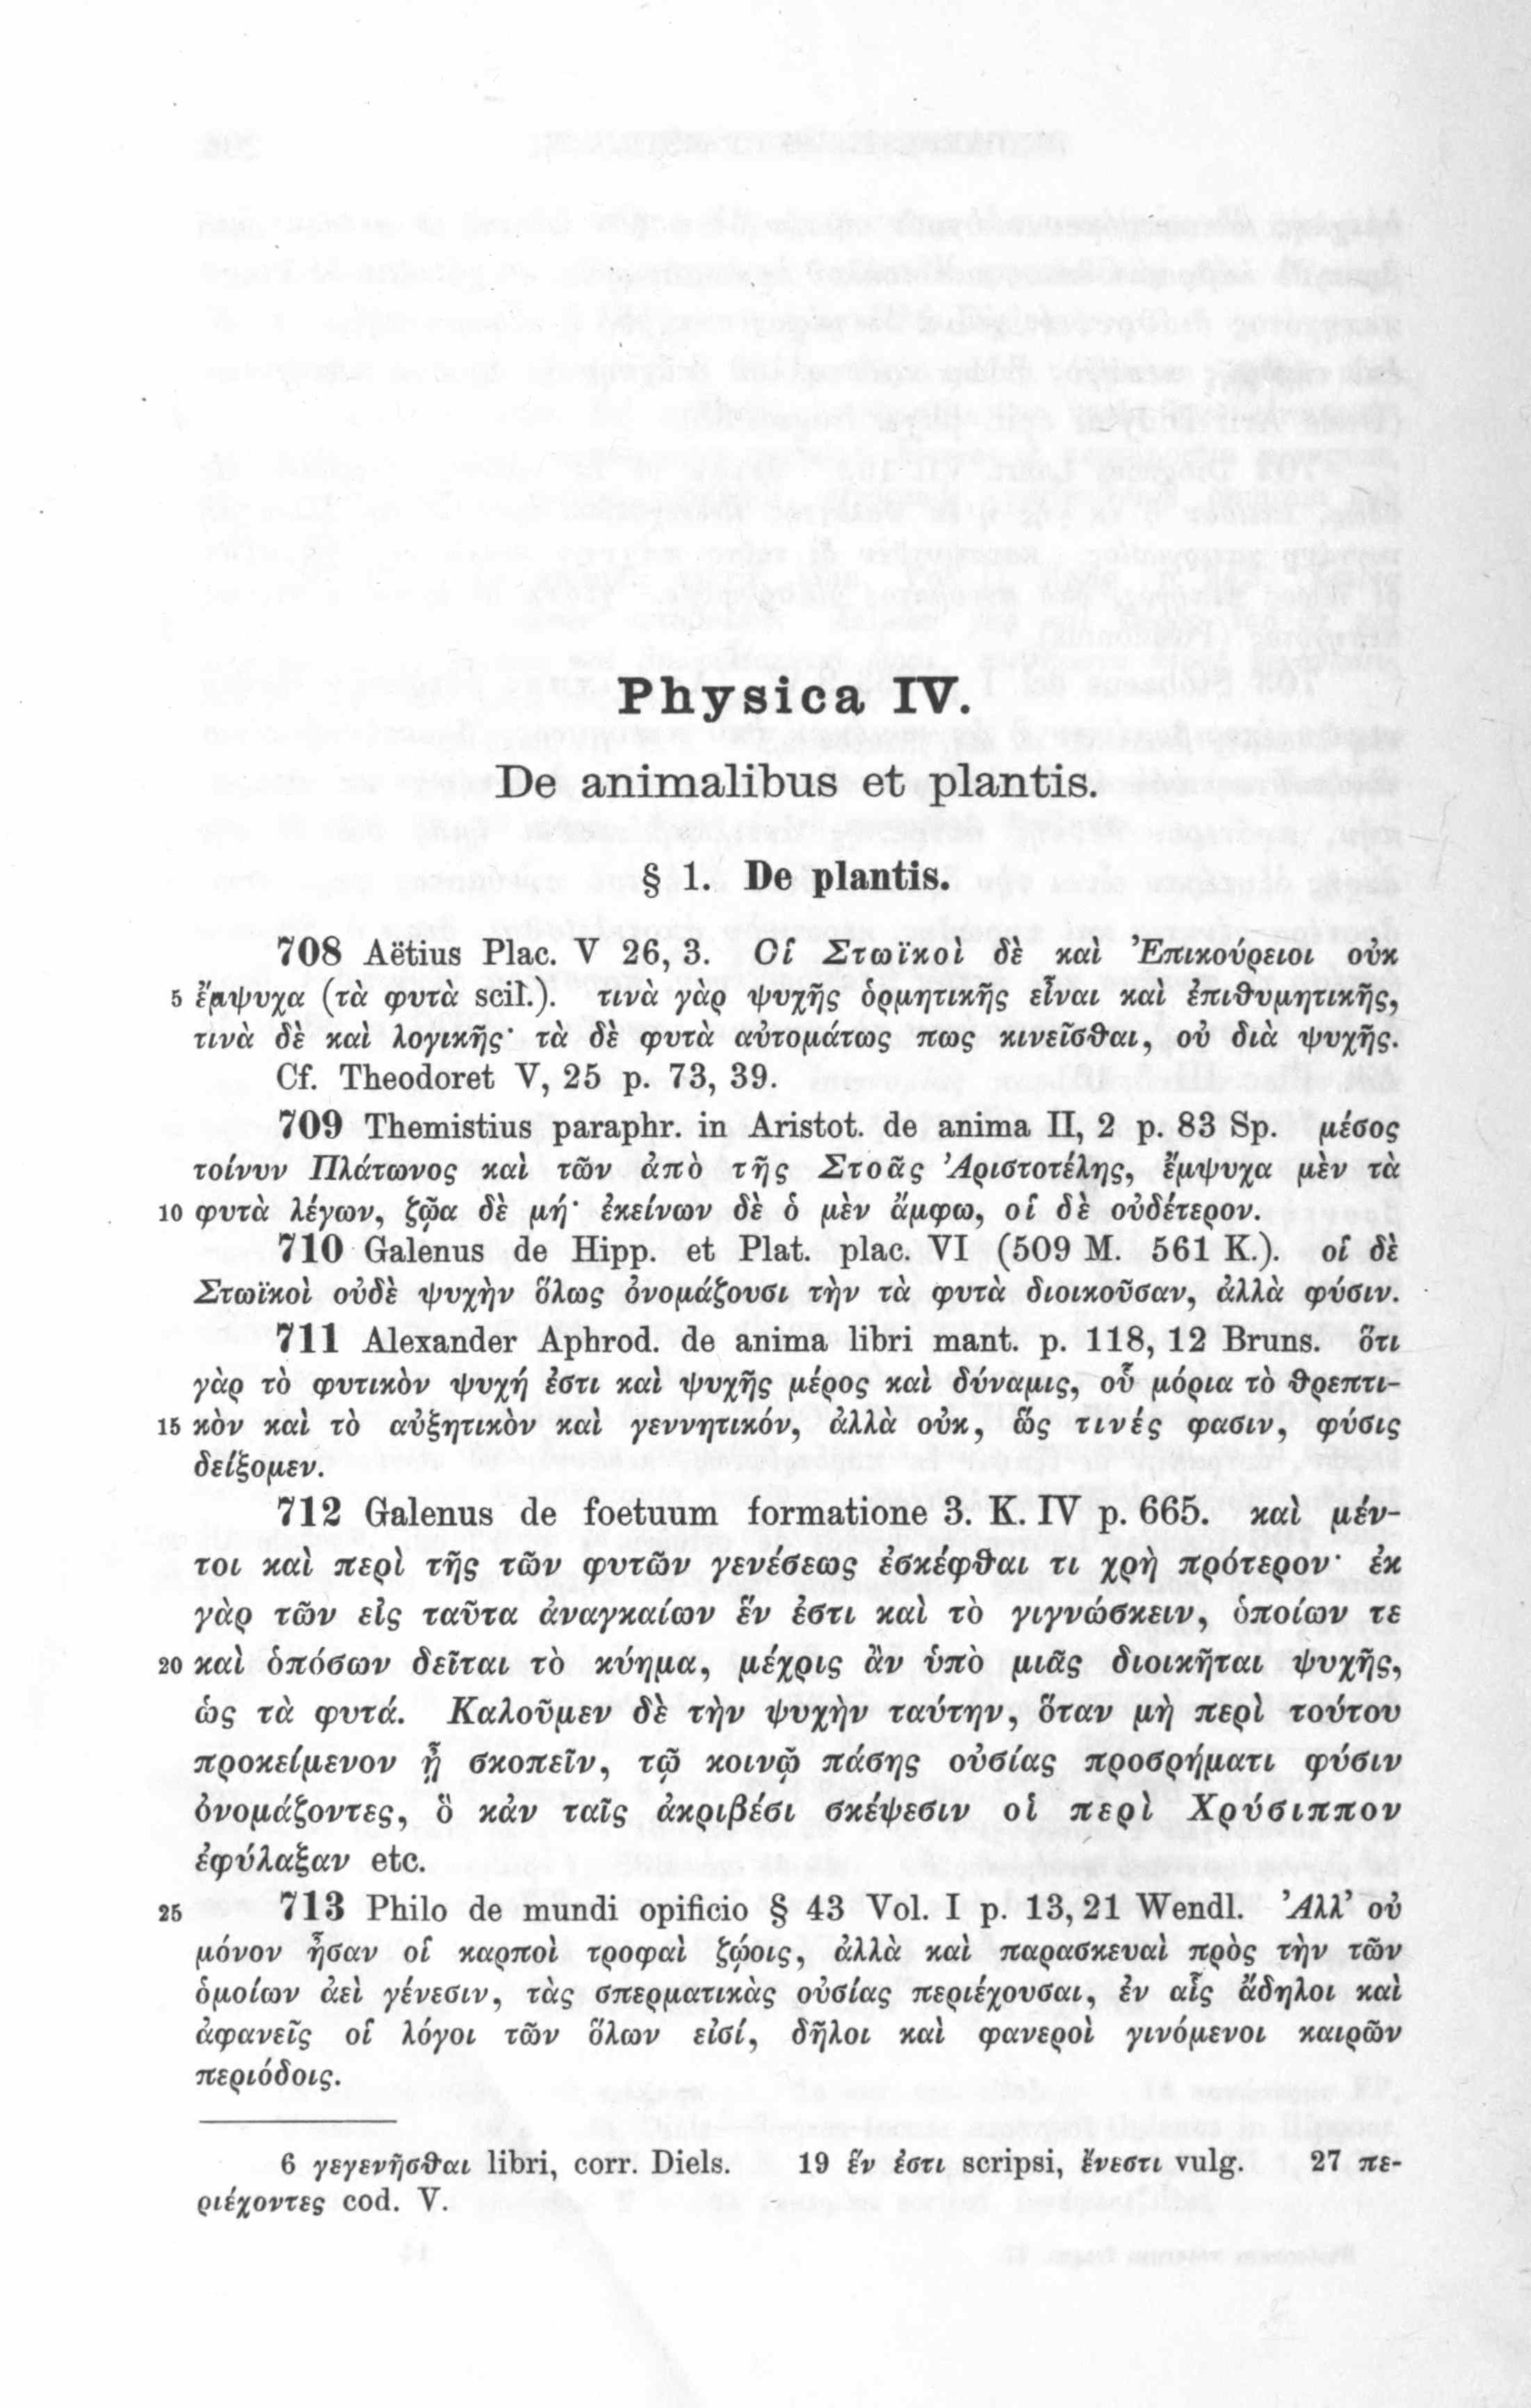 Physica IV.
De animalibus et plantis.
§ 1. De plantis.
708 Aëtius Plac. V 26, 3. Οἱ Στωϊκοὶ δὲ καὶ Ἐπικούρειοι οὐκ
5 ἔμψυχα (τὰ φυτὰ scil.). τινὰ γὰρ ψυχῆς ὁρμητικῆς εἶναι καὶ ἐπιθυμητικῆς,
τινὰ δὲ καὶ λογικῆς· τὰ δὲ φυτὰ αὐτομάτως πως κινεῖσθαι, οὐ διὰ ψυχῆς.
Cf. Theodoret V, 25 p. 73, 39.
709 Themistius paraphr. in Aristot. de anima II, 2 p. 83 Sp. μέσος
τοίνυν Πλάτωνος καὶ τῶν ἀπὸ τῆς Στοᾶς Ἀριστοτέλης, ἔμψυχα μὲν τὰ
10 φυτὰ λέγων, ζῷα δὲ μή· ἐκείνων δὲ ὁ μὲν ἄμφω, οἱ δὲ οὐδέτερον.
710 Galenus de Hipp. et Plat. plac. VI (509 M. 561 K.). οἱ δὲ
Στωϊκοὶ οὐδὲ ψυχὴν ὅλως ὀνομάζουσι τὴν τὰ φυτὰ διοικοῦσαν, ἀλλὰ φύσιν.
711 Alexander Aphrod. de anima libri mant. p. 118, 12 Bruns. ὅτι
γὰρ τὸ φυτικὸν ψυχή ἐστι καὶ ψυχῆς μέρος καὶ δύναμις, οὗ μόρια τὸ θρεπτι-
15 κὸν καὶ τὸ αὐξητικὸν καὶ γεννητικόν, ἀλλὰ οὐκ, ὥς τινές φασιν, φύσις
δείξομεν.
712 Galenus de foetuum formatione 3. K. IV p. 665. καὶ μέν-
τοι καὶ περὶ τῆς τῶν φυτῶν γενέσεως ἐσκέφθαι τι χρὴ πρότερον· ἐκ
γὰρ τῶν εἰς ταῦτα ἀναγκαίων ἕν ἐστι καὶ τὸ γιγνώσκειν, ὁποίων τε
20 καὶ ὁπόσων δεῖται τὸ κύημα, μέχρις ἂν ὑπὸ μιᾶς διοικῆται ψυχῆς,
ὡς τὰ φυτά. Καλοῦμεν δὲ τὴν ψυχὴν ταύτην, ὅταν μὴ περὶ τούτου
προκείμενον ᾖ σκοπεῖν, τῷ κοινῷ πάσης οὐσίας προσρήματι φύσιν
ὀνομάζοντες, ὃ κἀν ταῖς ἀκριβέσι σκέψεσιν οἱ περὶ Χρύσιππον
ἐφύλαξαν etc.
25 713 Philo de mundi opificio § 43 Vol. I p. 13, 21 Wendl. Ἀλλ’ οὐ
μόνον ἦσαν οἱ καρποὶ τροφαὶ ζῴοις, ἀλλὰ καὶ παρασκευαὶ πρὸς τὴν τῶν
ὁμοίων ἀεὶ γένεσιν, τὰς σπερματικὰς οὐσίας περιέχουσαι, ἐν αἷς ἄδηλοι καὶ
ἀφανεῖς οἱ λόγοι τῶν ὅλων εἰσί, δῆλοι καὶ φανεροὶ γινόμενοι καιρῶν
περιόδοις.
6 γεγενῆσθαι libri, corr. Diels. 19 ἕν ἐστι scripsi, ἔνεστι vulg. 27 πε-
ριέχοντες cod. V.